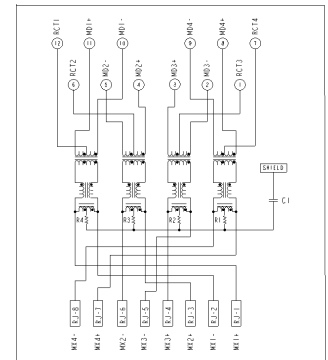 RCT1
MD1+
MD1-
MD4-
MD4+
RCT4
12
11
10
9
8
7
RCT2
MD2-
MD2+
MD3+
MD3-
RCT3
6
5
4
3
2
1
SHIELD
C1
R4
R3
R2
R1
RJ-8
RJ-7
RJ-6
RJ-5
RJ-4
RJ-3
RJ-2
RJ-1
MX4-
MX4+
MX2-
MX3-
MX3+
MX2+
MX1-
MX1+